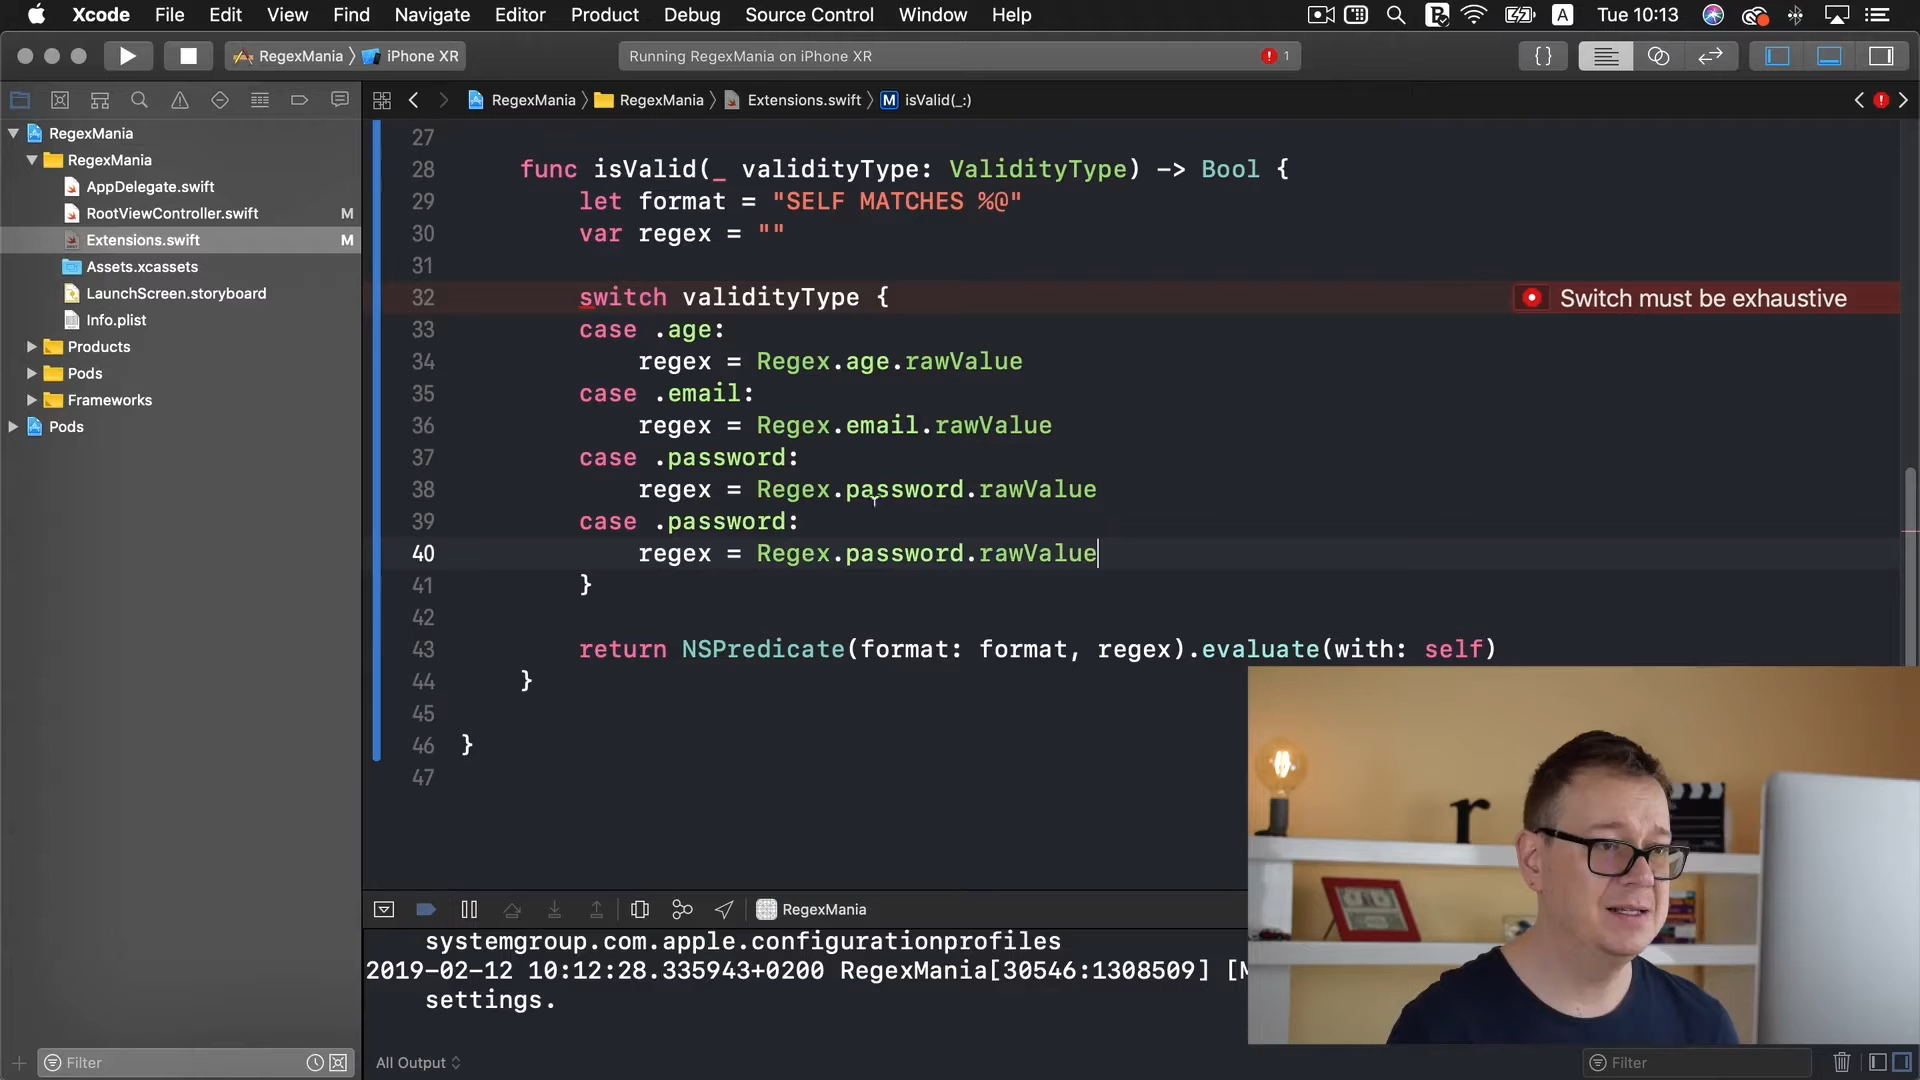 Xcode File Edit View Find Navigate Editor Product Debug Source Control Window Help Tue 10:13
RegexMania iPhone XR Running RegexMania on iPhone XR 1
RegexMania RegexMania Extensions.swift M isValid(_:)
RegexMania
RegexMania
AppDelegate.swift
RootViewController.swift M
Extensions.swift M
Assets.xcassets
LaunchScreen.storyboard
Info.plist
Products
Pods
Frameworks
Pods
Filter
27
28 func isValid(_ validityType: ValidityType) -> Bool {
29 let format = "SELF MATCHES %@"
30 var regex = ""
31
32 switch validityType { Switch must be exhaustive
33 case .age:
34 regex = Regex.age.rawValue
35 case .email:
36 regex = Regex.email.rawValue
37 case .password:
38 regex = Regex.password.rawValue
39 case .password:
40 regex = Regex.password.rawValue
41 }
42
43 return NSPredicate(format: format, regex).evaluate(with: self)
44 }
45
46 }
47
RegexMania
systemgroup.com.apple.configurationprofiles
2019-02-12 10:12:28.335943+0200 RegexMania[30546:1308509] [M
settings.
All Output
Filter